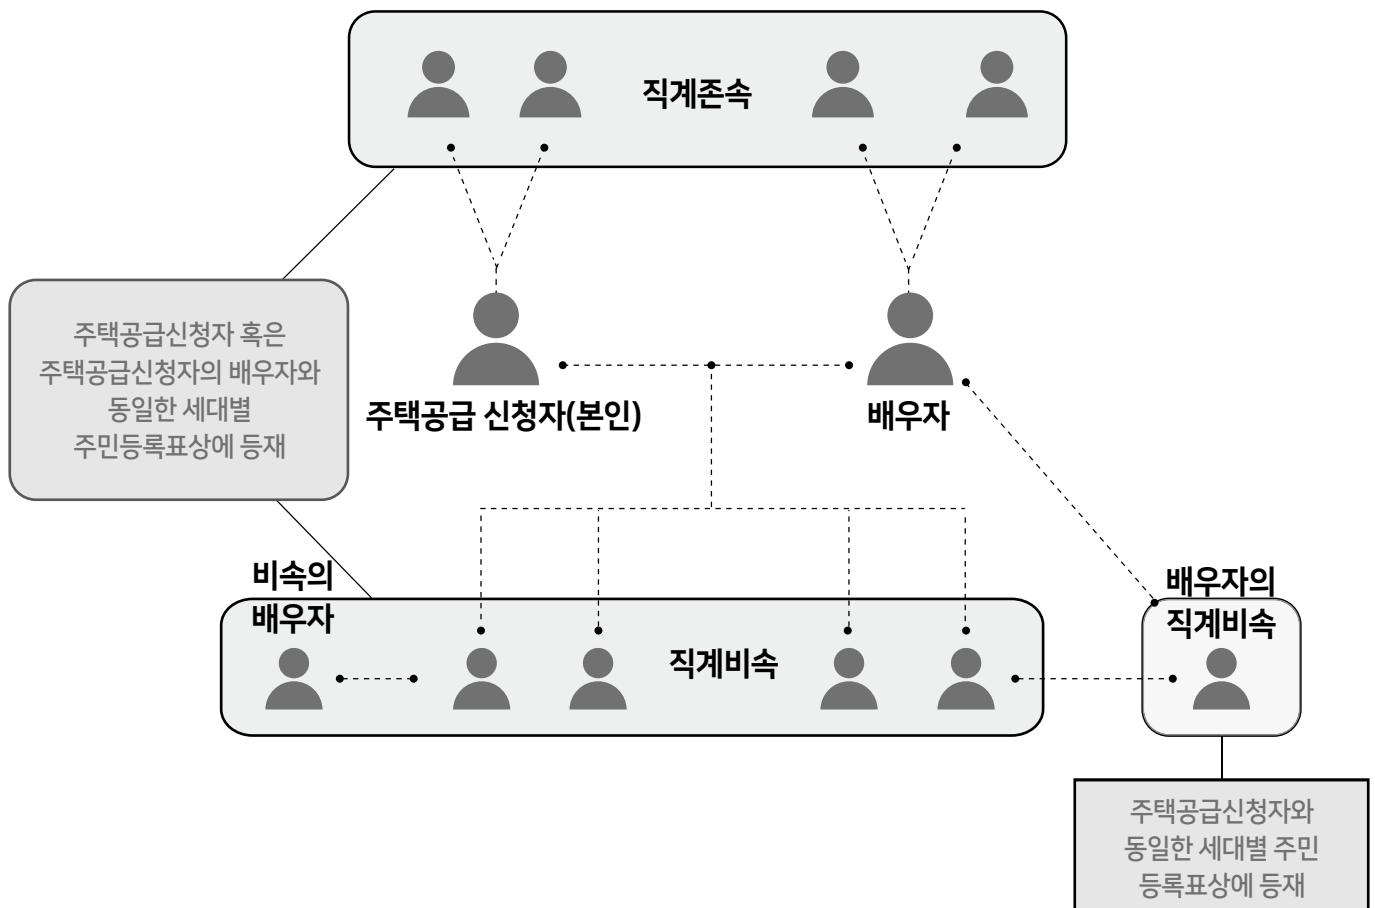 직계존속
주택공급신청자 혹은
주택공급신청자의 배우자와
동일한 세대별
주민등록표상에 등재
주택공급 신청자(본인)
배우자
비속의
배우자
직계비속
배우자의
직계비속
주택공급신청자와
동일한 세대별 주민
등록표상에 등재